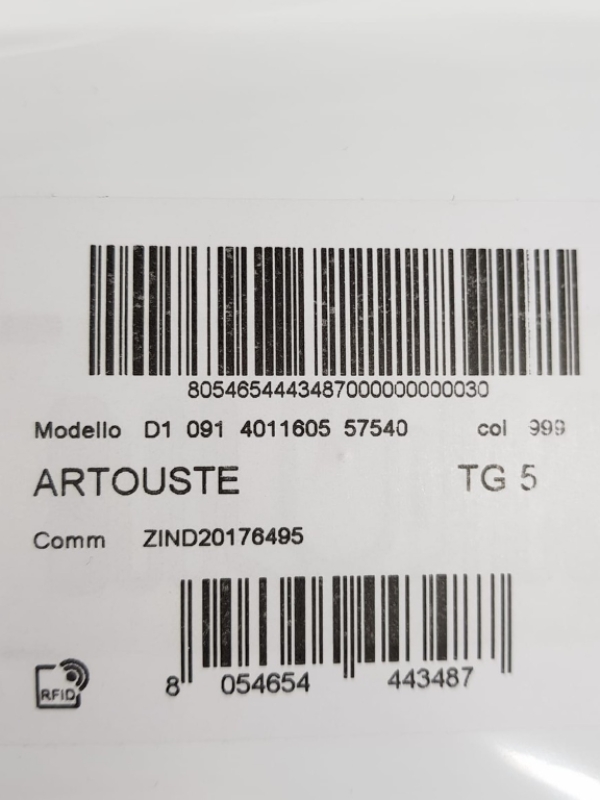 8054654443487000000000030
Modello D1 091 4011605 57540 col 999
ARTOUSTE TG 5
Comm ZIND20176495
8 054654 443487
RFID